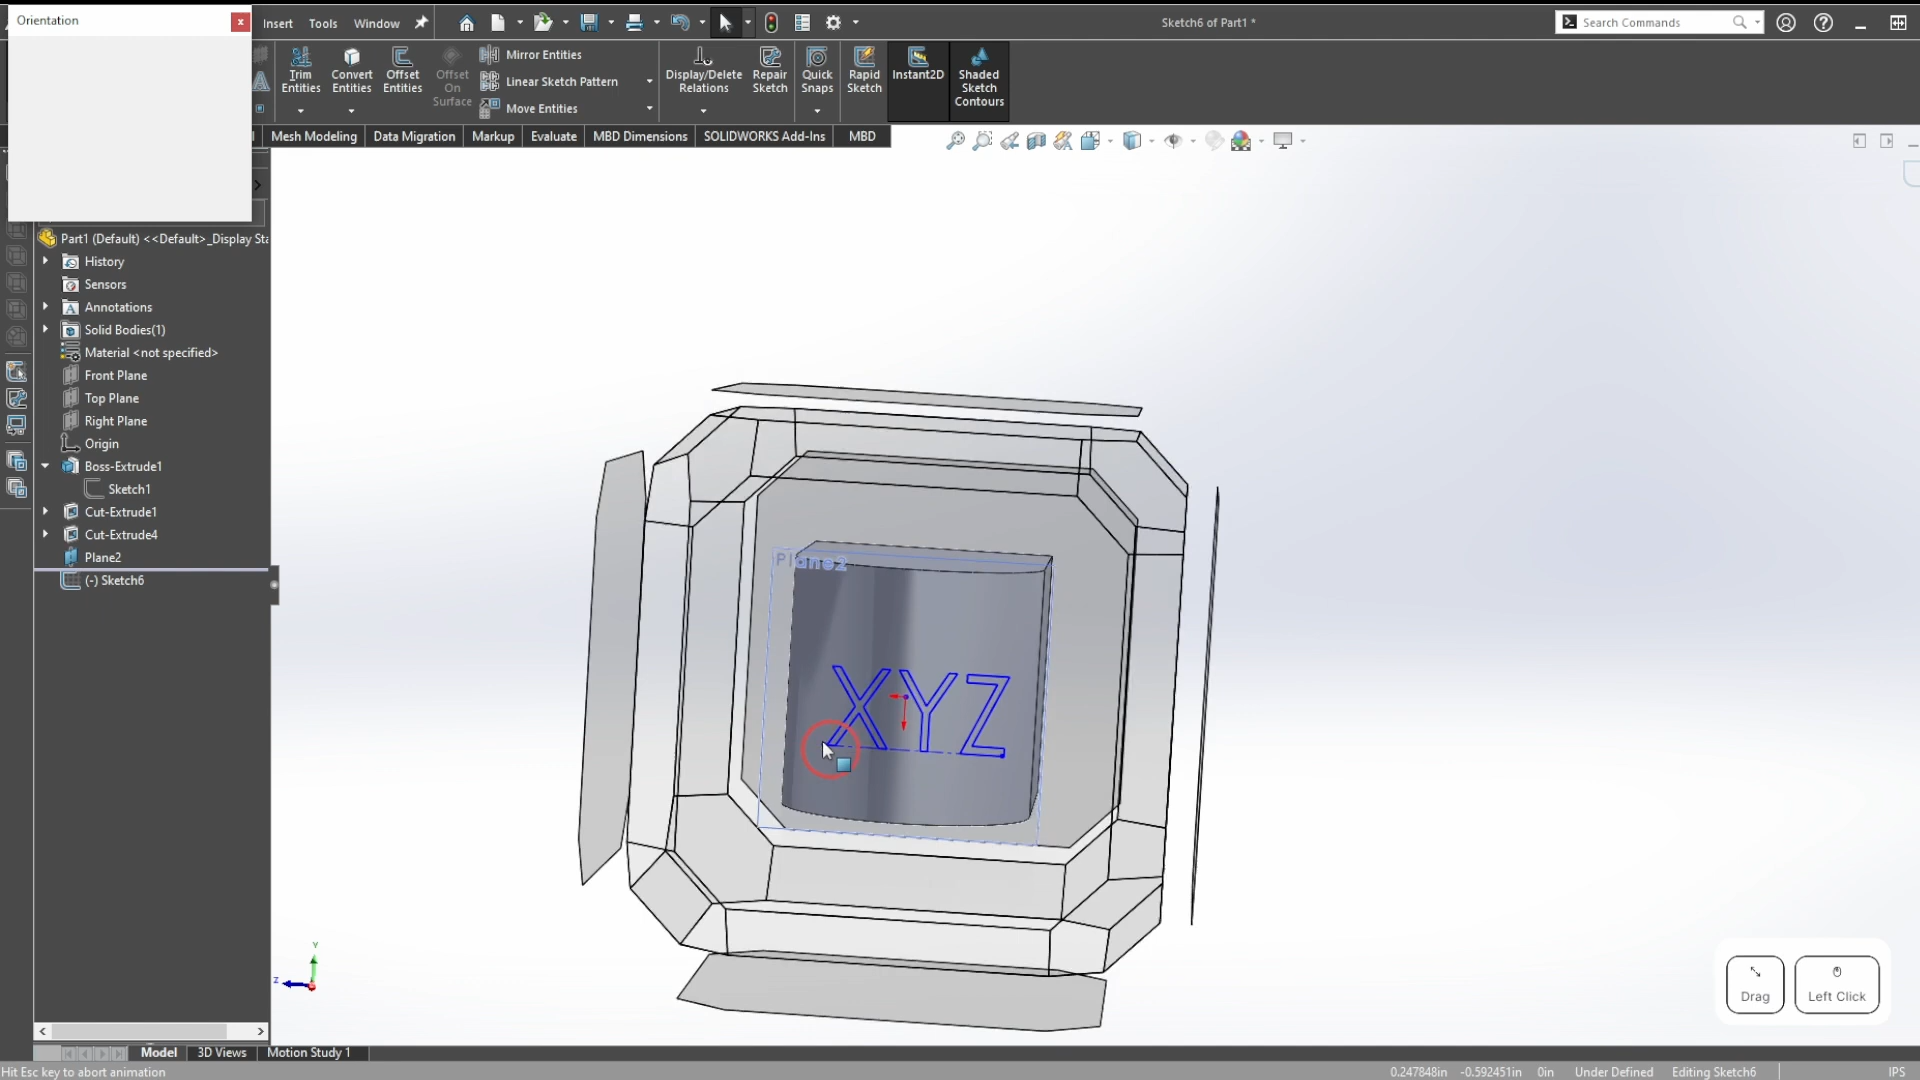 Orientation
Insert Tools Window
Sketch6 of Part1 *
Search Commands
Trim Entities
Convert Entities
Offset Entities
Offset On Surface
Mirror Entities
Linear Sketch Pattern
Move Entities
Display/Delete Relations
Repair Sketch
Quick Snaps
Rapid Sketch
Instant2D
Shaded Sketch Contours
Mesh Modeling Data Migration Markup Evaluate MBD Dimensions SOLIDWORKS Add-Ins MBD
Part1 (Default) <<Default>_Display Sta
History
Sensors
Annotations
Solid Bodies(1)
Material <not specified>
Front Plane
Top Plane
Right Plane
Origin
Boss-Extrude1
Sketch1
Cut-Extrude1
Cut-Extrude4
Plane2
(-) Sketch6
Plane2
XYZ
Y
Z
Drag
Left Click
Model 3D Views Motion Study 1
Hit Esc key to abort animation
0.247848in -0.592451in 0in Under Defined Editing Sketch6 IPS